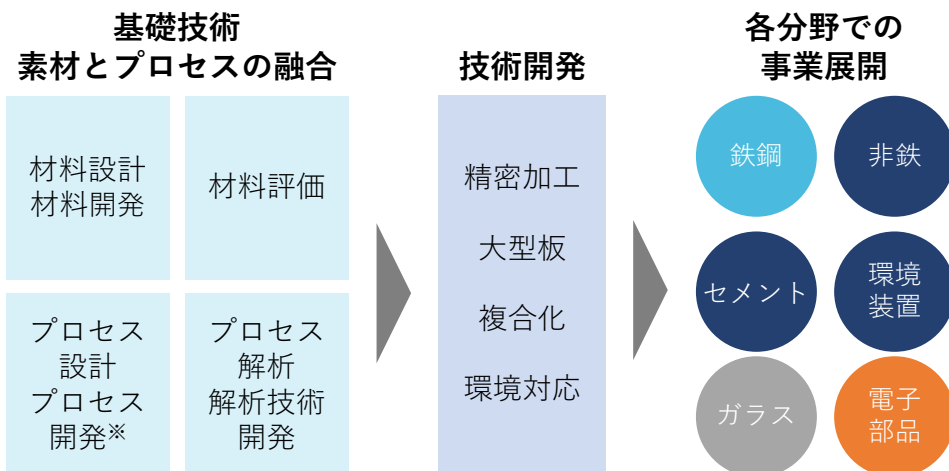 基礎技術
素材とプロセスの融合
材料設計
材料開発
材料評価
プロセス
設計
プロセス
開発※
プロセス
解析
解析技術
開発
技術開発
精密加工
大型板
複合化
環境対応
各分野での
事業展開
鉄鋼
非鉄
セメント
環境
装置
ガラス
電子
部品